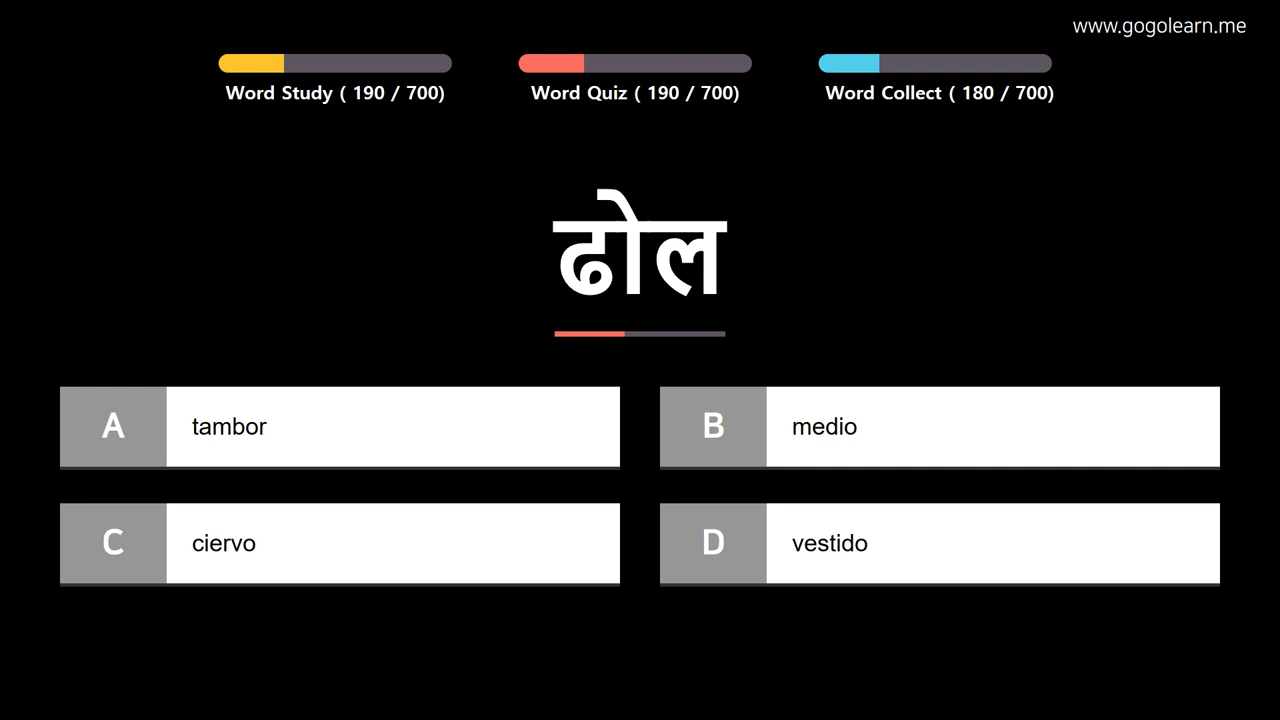 www.gogolearn.me
Word Study ( 190 / 700)
Word Quiz ( 190 / 700)
Word Collect ( 180 / 700)
ढोल
A tambor
B medio
C ciervo
D vestido